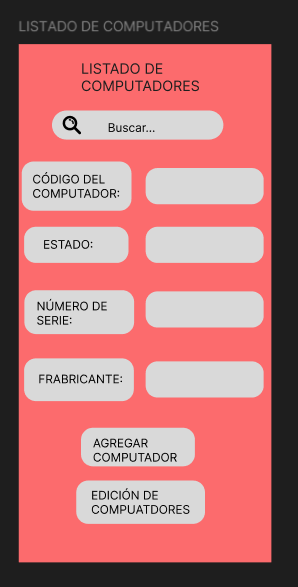 LISTADO DE COMPUTADORES
LISTADO DE
COMPUTADORES
Buscar...
CÓDIGO DEL
COMPUTADOR:
ESTADO:
NÚMERO DE
SERIE:
FRABRICANTE:
AGREGAR
COMPUTADOR
EDICIÓN DE
COMPUATDORES